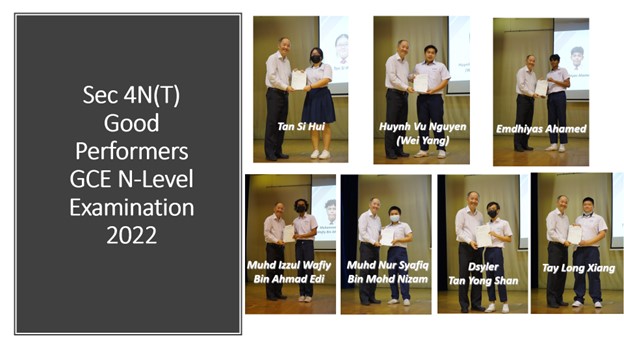 Sec 4N(T)
Good
Performers
GCE N-Level
Examination
2022
Tan Si Hui
Huynh Vu Nguyen
(Wei Yang)
Emdhiyas Ahamed
Muhd Izzul Wafiy
Bin Ahmad Edi
Muhd Nur Syafiq
Bin Mohd Nizam
Dsyler
Tan Yong Shan
Tay Long Xiang